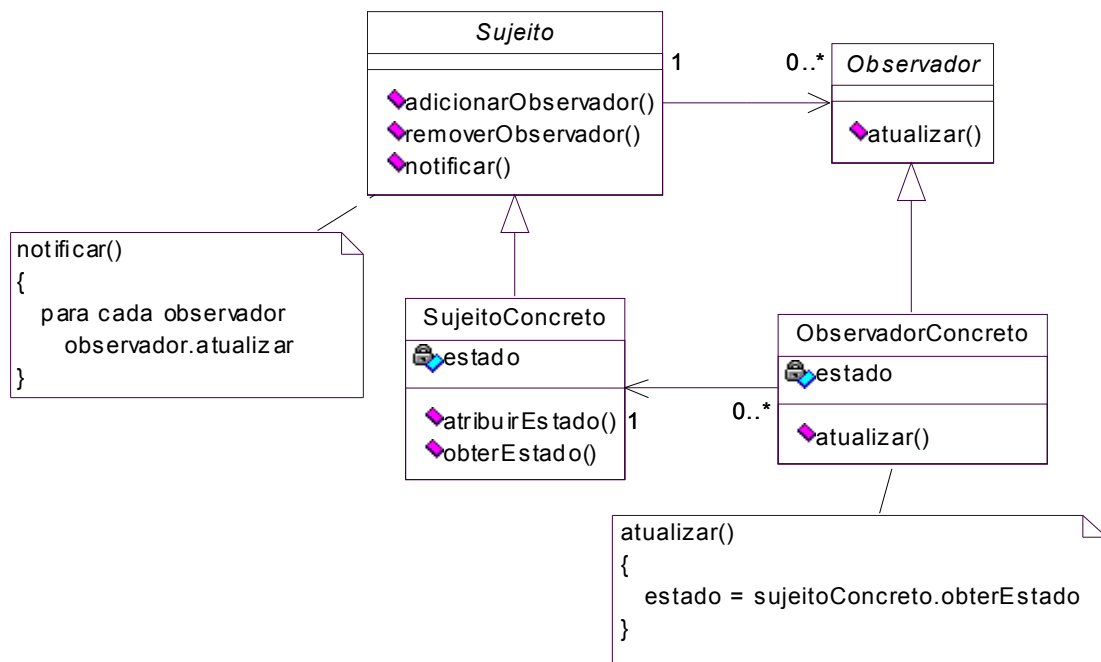 Sujeito
adicionarObservador()
removerObservador()
notificar()
1
0..*
Observador
atualizar()
notificar()
{
para cada observador
observador.atualizar
}
SujeitoConcreto
estado
atribuirEstado()
obterEstado()
1
0..*
ObservadorConcreto
estado
atualizar()
atualizar()
{
estado = sujeitoConcreto.obterEstado
}